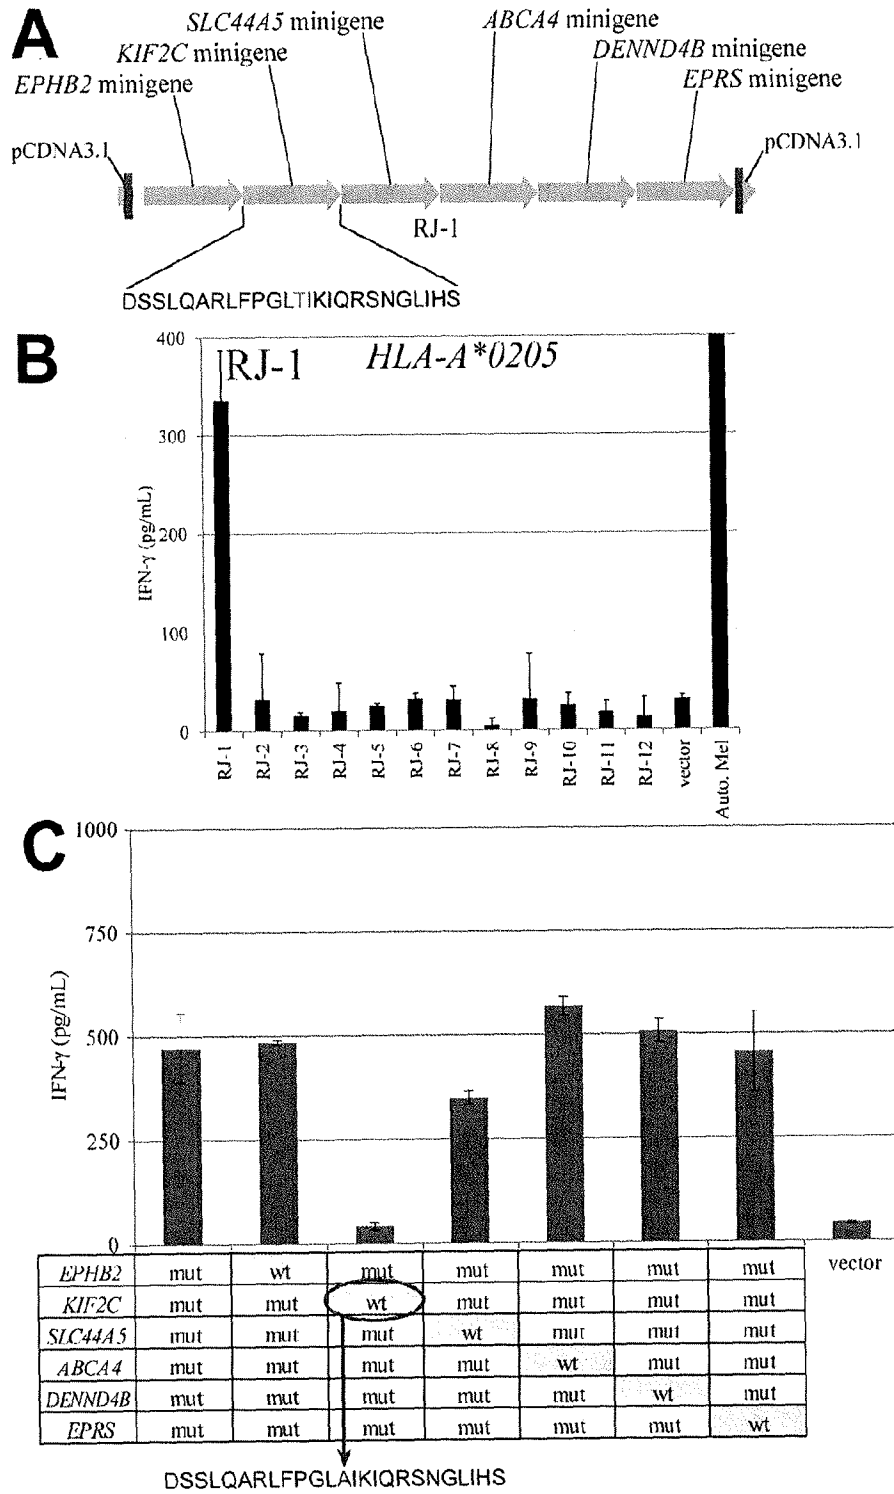 A
SLC44A5 minigene
ABCA4 minigene
KIF2C minigene
DENND4B minigene
EPHB2 minigene
EPRS minigene
pCDNA3.1
pCDNA3.1
RJ-1
DSSLQARLFPGLTIKIQRSNGLIHS
B
RJ-1 HLA-A*0205
IFN-γ (pg/mL)
400
300
200
100
0
RJ-1 RJ-2 RJ-3 RJ-4 RJ-5 RJ-6 RJ-7 RJ-8 RJ-9 RJ-10 RJ-11 RJ-12 vector Auto. Mel
C
IFN-γ (pg/mL)
1000
750
500
250
0
EPHB2 mut wt mut mut mut mut mut vector
KIF2C mut mut wt mut mut mut mut
SLC44A5 mut mut mut wt mut mut mut
ABCA4 mut mut mut mut wt mut mut
DENND4B mut mut mut mut mut wt mut
EPRS mut mut mut mut mut mut wt
DSSLQARLFPGLAIKIQRSNGLIHS